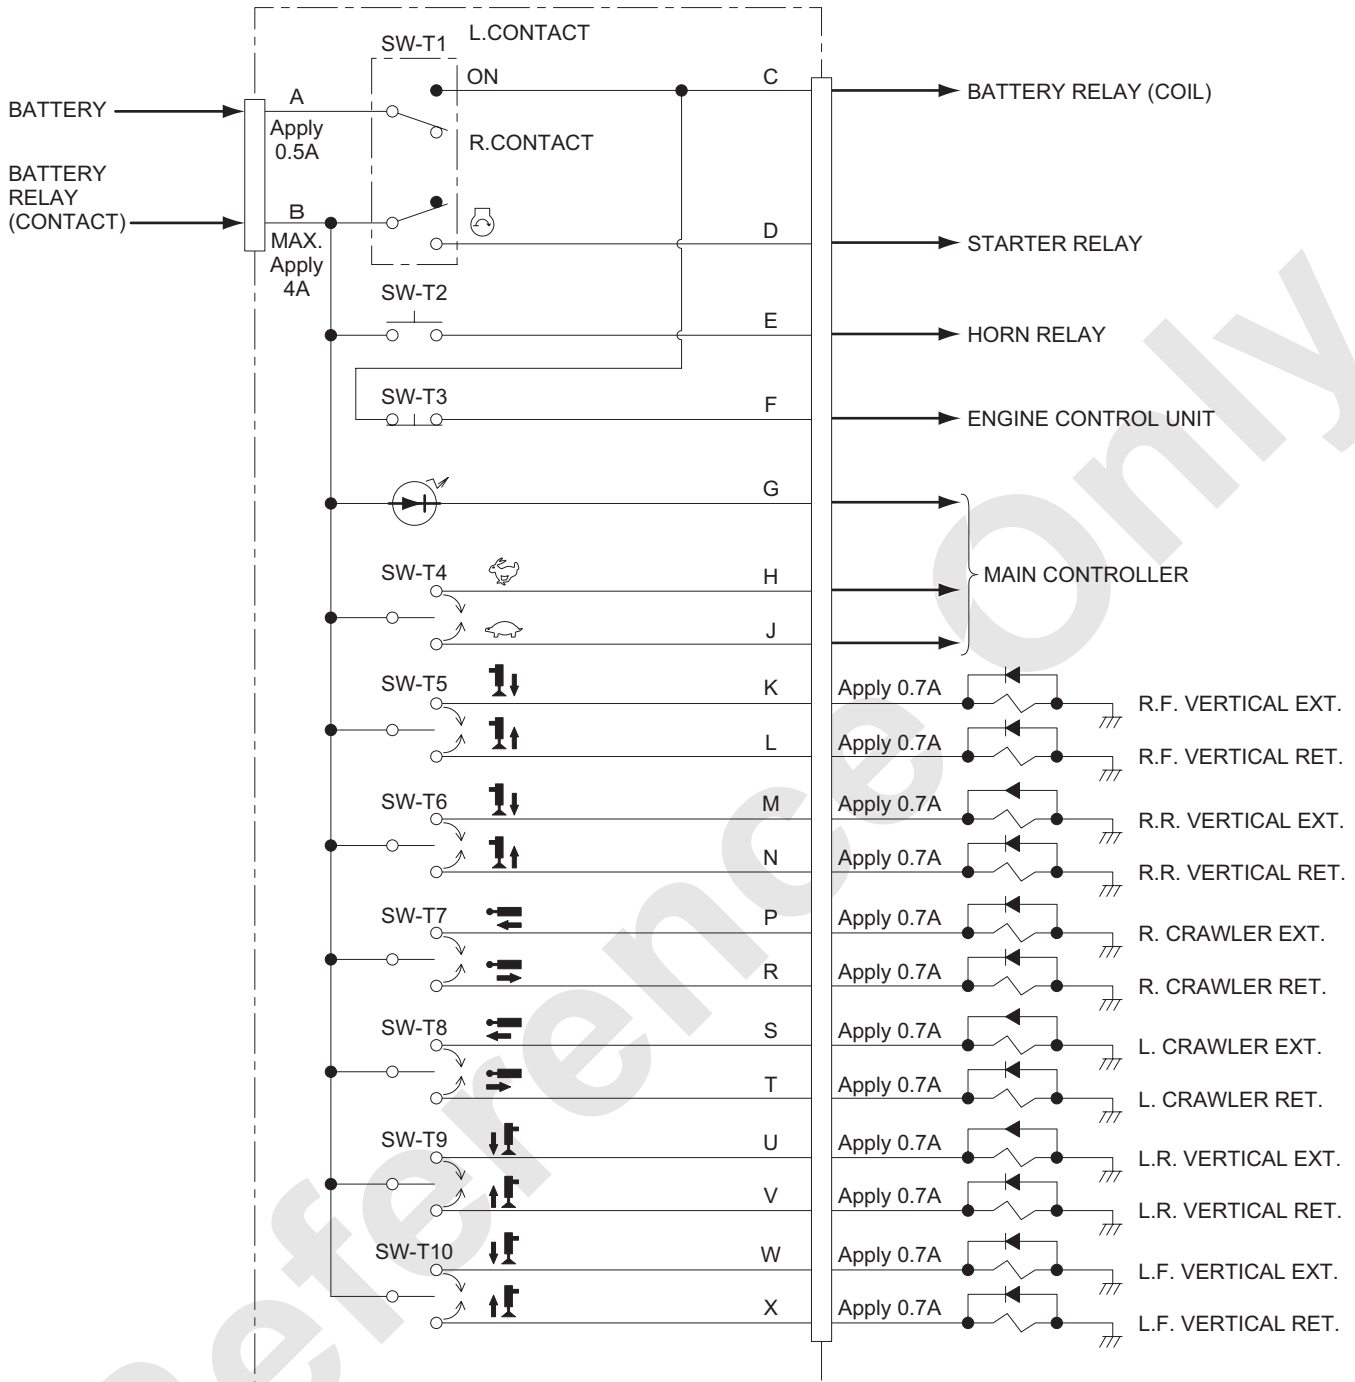 L.CONTACT
SW-T1
ON
C
BATTERY RELAY (COIL)
BATTERY
A
Apply
0.5A
R.CONTACT
BATTERY
RELAY
(CONTACT)
B
MAX.
Apply
4A
D
STARTER RELAY
SW-T2
E
HORN RELAY
SW-T3
F
ENGINE CONTROL UNIT
G
SW-T4
H
MAIN CONTROLLER
J
SW-T5
K
Apply 0.7A
R.F. VERTICAL EXT.
L
Apply 0.7A
R.F. VERTICAL RET.
SW-T6
M
Apply 0.7A
R.R. VERTICAL EXT.
N
Apply 0.7A
R.R. VERTICAL RET.
SW-T7
P
Apply 0.7A
R. CRAWLER EXT.
R
Apply 0.7A
R. CRAWLER RET.
SW-T8
S
Apply 0.7A
L. CRAWLER EXT.
T
Apply 0.7A
L. CRAWLER RET.
SW-T9
U
Apply 0.7A
L.R. VERTICAL EXT.
V
Apply 0.7A
L.R. VERTICAL RET.
SW-T10
W
Apply 0.7A
L.F. VERTICAL EXT.
X
Apply 0.7A
L.F. VERTICAL RET.
Reference Only